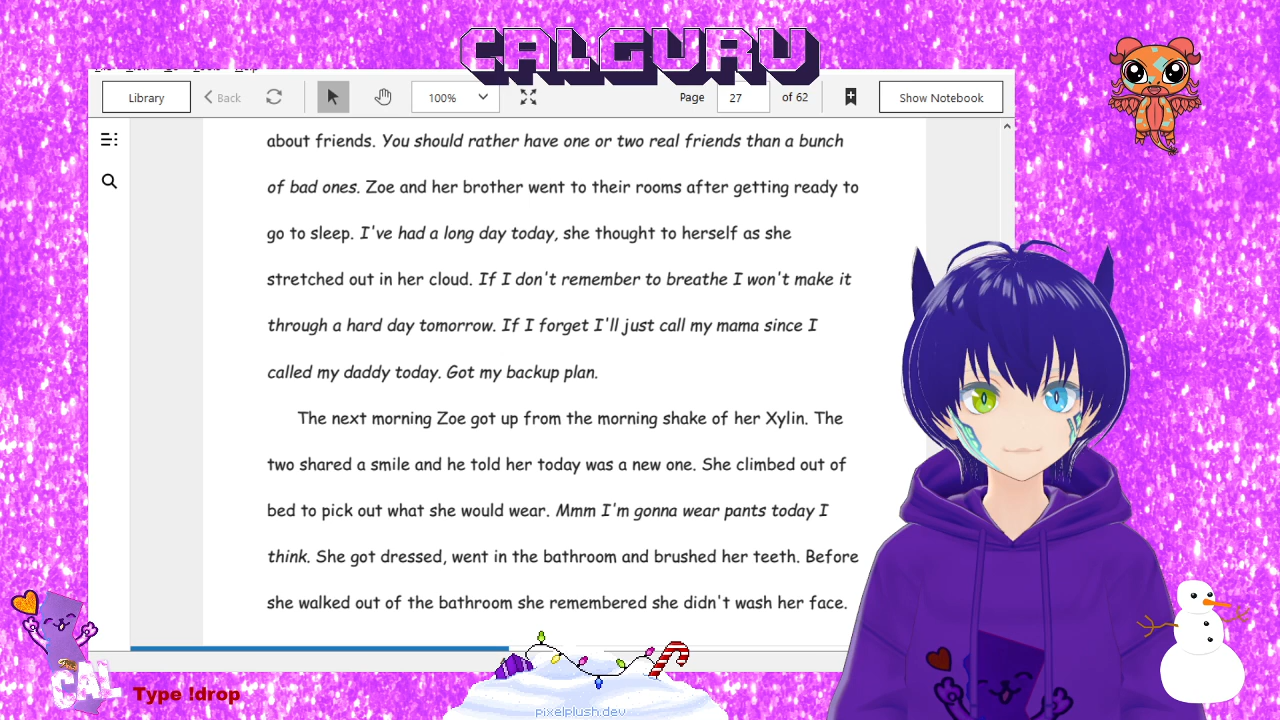 CALGURU
Library
Back
100%
Page 27 of 62
Show Notebook
about friends. You should rather have one or two real friends than a bunch
of bad ones. Zoe and her brother went to their rooms after getting ready to
go to sleep. I've had a long day today, she thought to herself as she
stretched out in her cloud. If I don't remember to breathe I won't make it
through a hard day tomorrow. If I forget I'll just call my mama since I
called my daddy today. Got my backup plan.
The next morning Zoe got up from the morning shake of her Xylin. The
two shared a smile and he told her today was a new one. She climbed out of
bed to pick out what she would wear. Mmm I'm gonna wear pants today I
think. She got dressed, went in the bathroom and brushed her teeth. Before
she walked out of the bathroom she remembered she didn't wash her face.
CAL
Type !drop
pixelplush.dev